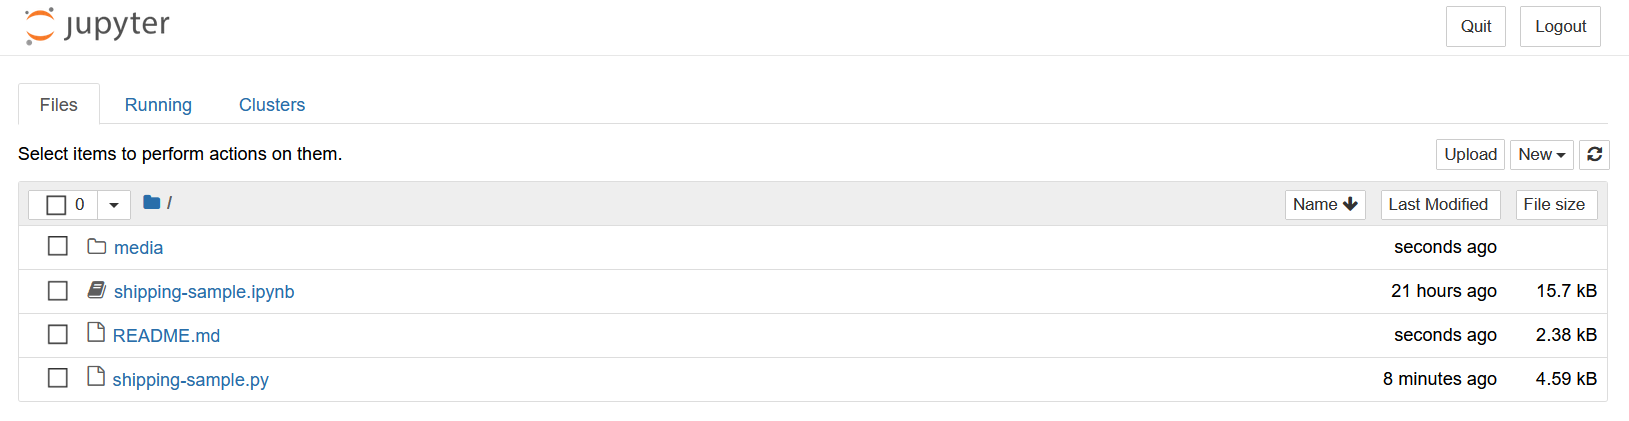 jupyter Quit Logout
Files Running Clusters
Select items to perform actions on them. Upload New
0 / Name Last Modified File size
media seconds ago
shipping-sample.ipynb 21 hours ago 15.7 kB
README.md seconds ago 2.38 kB
shipping-sample.py 8 minutes ago 4.59 kB